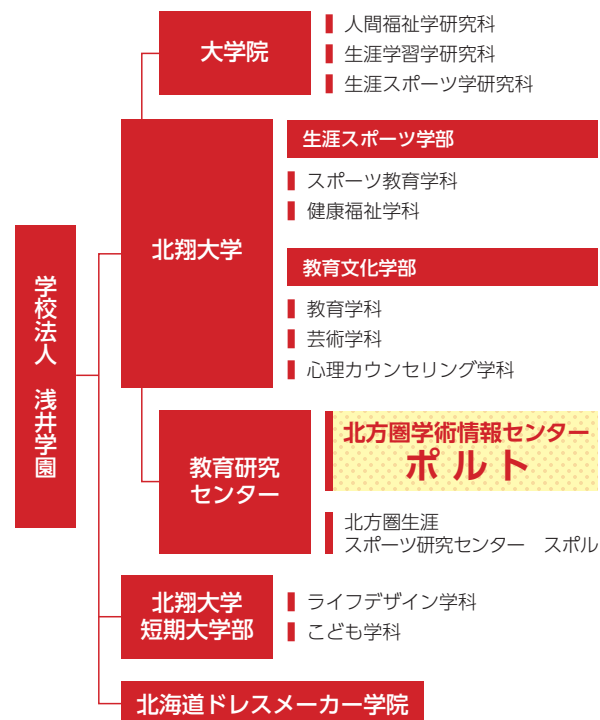 学校法人　浅井学園
大学院
人間福祉学研究科
生涯学習学研究科
生涯スポーツ学研究科
北翔大学
生涯スポーツ学部
スポーツ教育学科
健康福祉学科
教育文化学部
教育学科
芸術学科
心理カウンセリング学科
教育研究
センター
北方圏学術情報センター
ポルト
北方圏生涯
スポーツ研究センター　スポル
北翔大学
短期大学部
ライフデザイン学科
こども学科
北海道ドレスメーカー学院